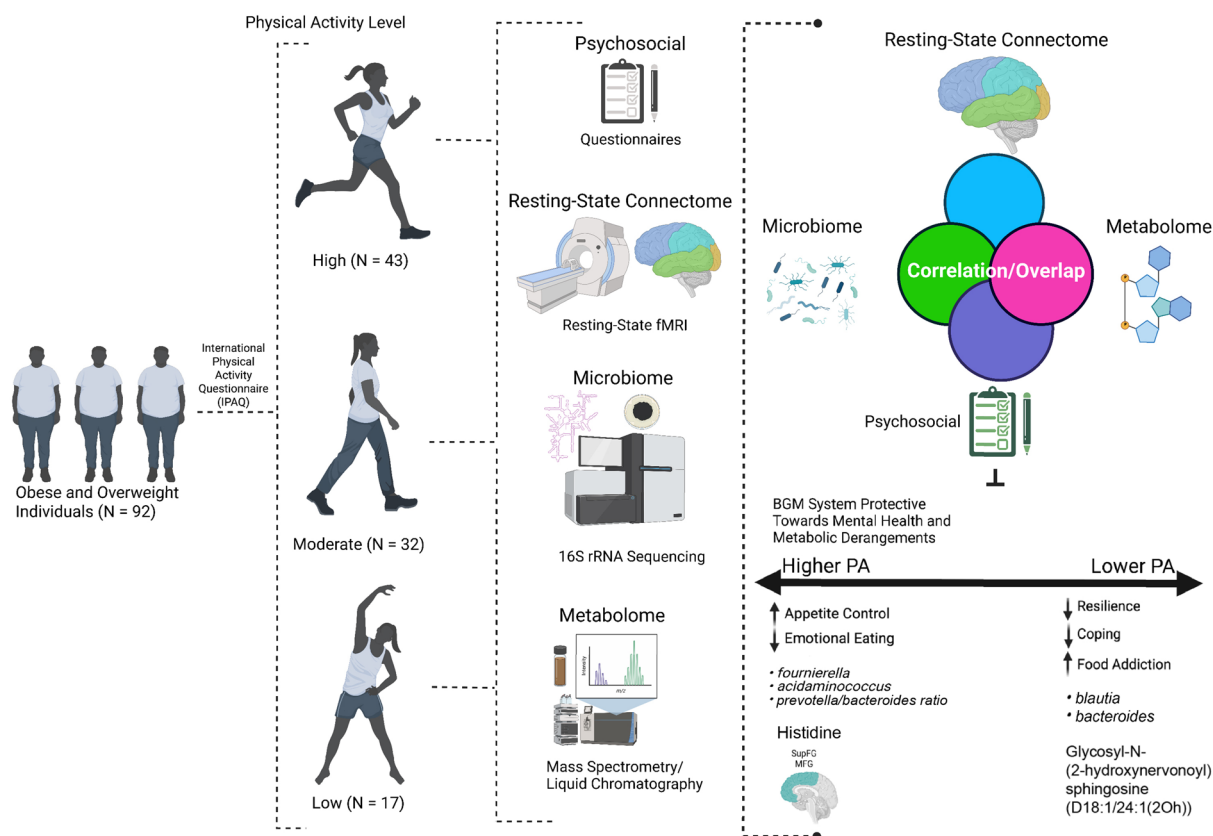 Physical Activity Level
High (N = 43)
Moderate (N = 32)
Low (N = 17)
International
Physical
Activity
Questionnaire
(IPAQ)
Obese and Overweight
Individuals (N = 92)
Psychosocial
Questionnaires
Resting-State Connectome
Resting-State fMRI
Microbiome
16S rRNA Sequencing
Metabolome
Intensity
m/z
Mass Spectrometry/
Liquid Chromatography
Resting-State Connectome
Microbiome
Metabolome
Correlation/Overlap
Psychosocial
BGM System Protective
Towards Mental Health and
Metabolic Derangements
Higher PA
Lower PA
Appetite Control
Emotional Eating
• fournierella
• acidaminococcus
• prevotella/bacteroides ratio
Histidine
SupFG
MFG
Resilience
Coping
Food Addiction
• blautia
• bacteroides
Glycosyl-N-
(2-hydroxynervonoyl)
sphingosine
(D18:1/24:1(2Oh))